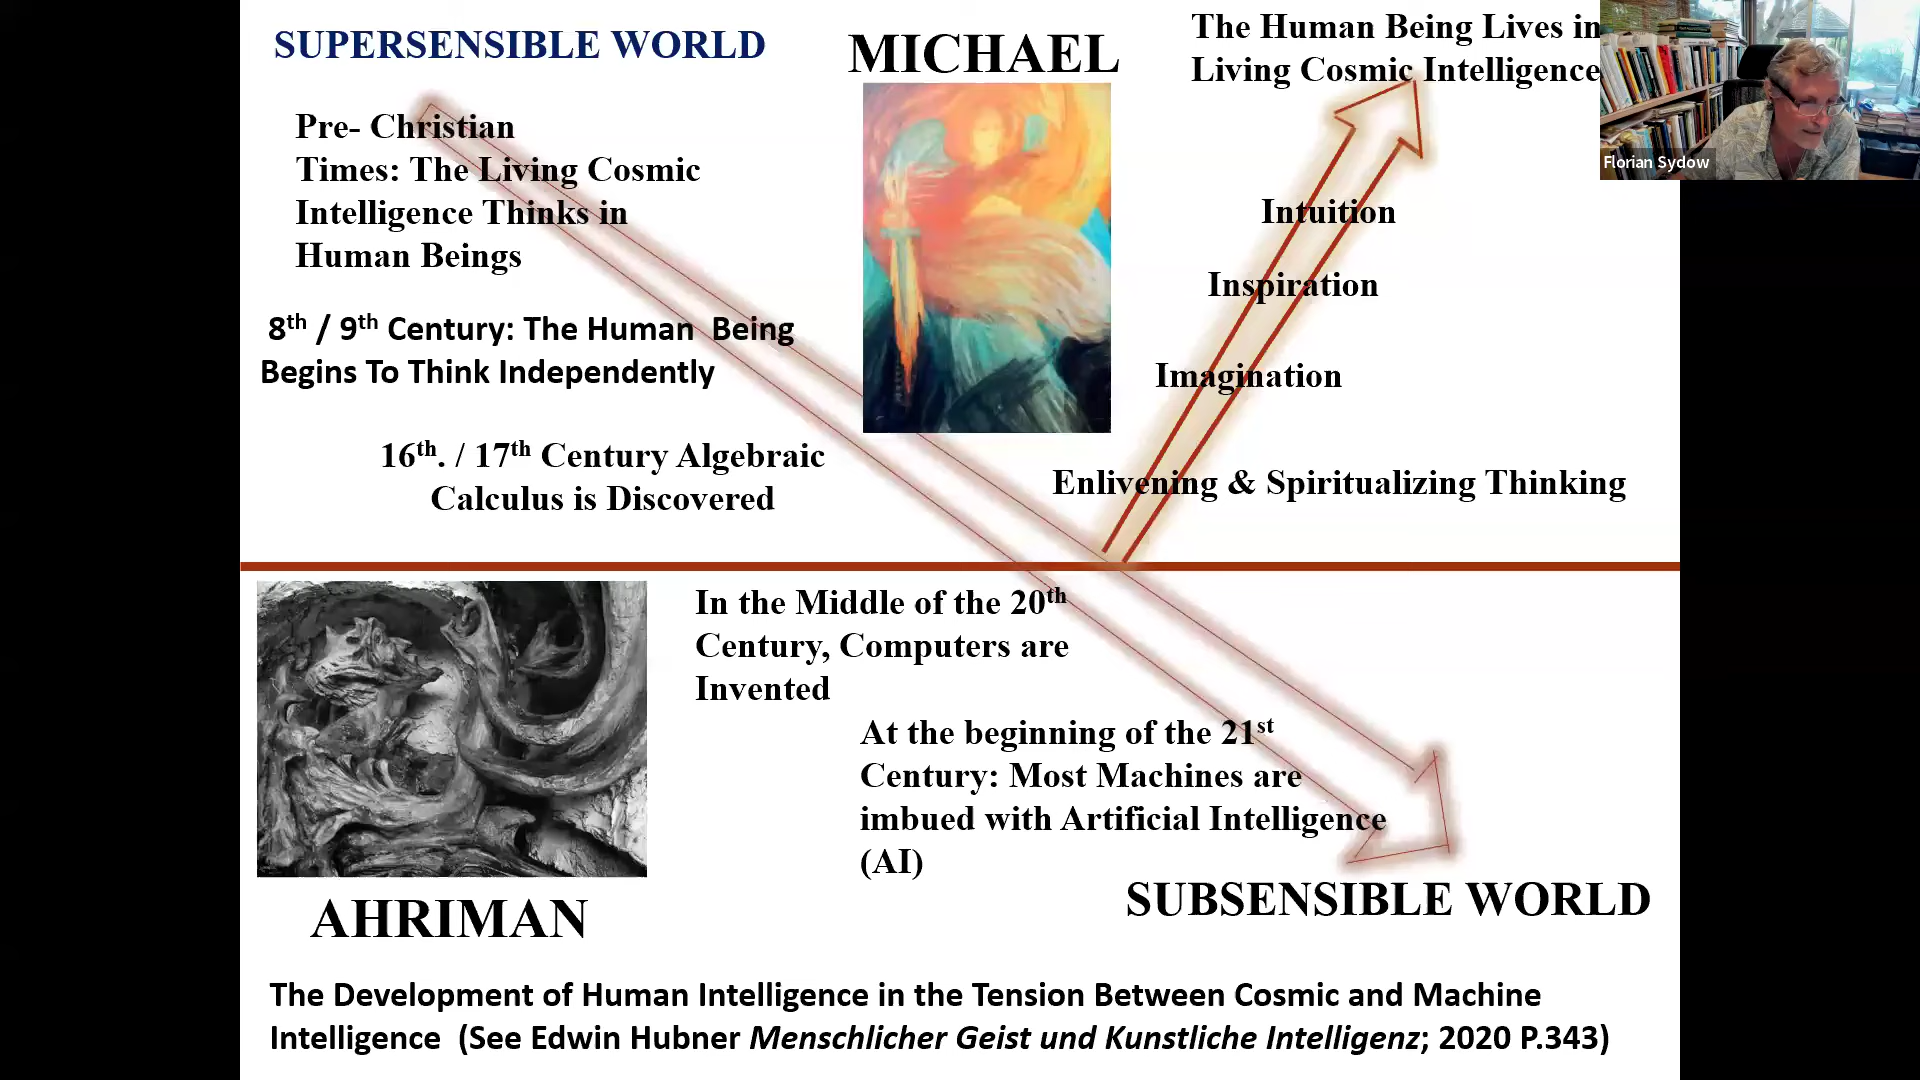 SUPERSENSIBLE WORLD
Pre- Christian
Times: The Living Cosmic
Intelligence Thinks in
Human Beings
8th / 9th Century: The Human Being
Begins To Think Independently
16th. / 17th Century Algebraic
Calculus is Discovered
MICHAEL
The Human Being Lives in
Living Cosmic Intelligence
Intuition
Inspiration
Imagination
Enlivening & Spiritualizing Thinking
Florian Sydow
In the Middle of the 20th
Century, Computers are
Invented
At the beginning of the 21st
Century: Most Machines are
imbued with Artificial Intelligence
(AI)
AHRIMAN
SUBSENSIBLE WORLD
The Development of Human Intelligence in the Tension Between Cosmic and Machine
Intelligence (See Edwin Hubner Menschlicher Geist und Kunstliche Intelligenz; 2020 P.343)